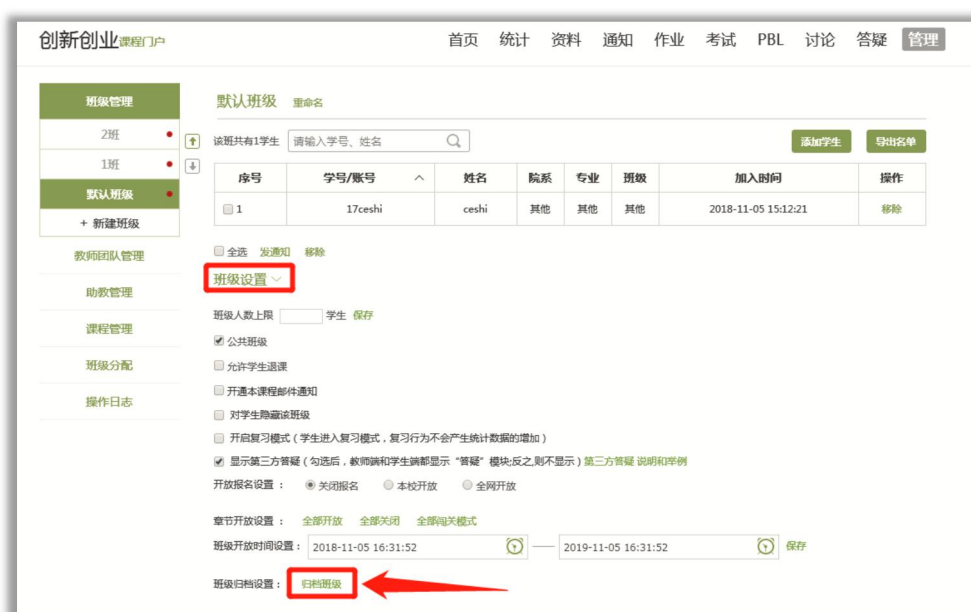 创新创业课程门户 首页 统计 资料 通知 作业 考试 PBL 讨论 答疑 管理
班级管理
2班
1班
默认班级
+ 新建班级
教师团队管理
助教管理
课程管理
班级分配
操作日志
默认班级 重命名
该班共有1学生 请输入学号、姓名 添加学生 导出名单
序号 学号/账号 姓名 院系 专业 班级 加入时间 操作
1 17ceshi ceshi 其他 其他 其他 2018-11-05 15:12:21 移除
全选 发通知 移除
班级设置
班级人数上限 学生 保存
公共班级
允许学生退课
开通本课程邮件通知
对学生隐藏该班级
开启复习模式(学生进入复习模式,复习行为不会产生统计数据的增加)
显示第三方答疑(勾选后,教师端和学生端都显示“答疑”模块;反之,则不显示)第三方答疑 说明和举例
开放报名设置: 关闭报名 本校开放 全网开放
章节开放设置: 全部开放 全部关闭 全部闯关模式
班级开放时间设置: 2018-11-05 16:31:52 — 2019-11-05 16:31:52 保存
班级归档设置: 归档班级